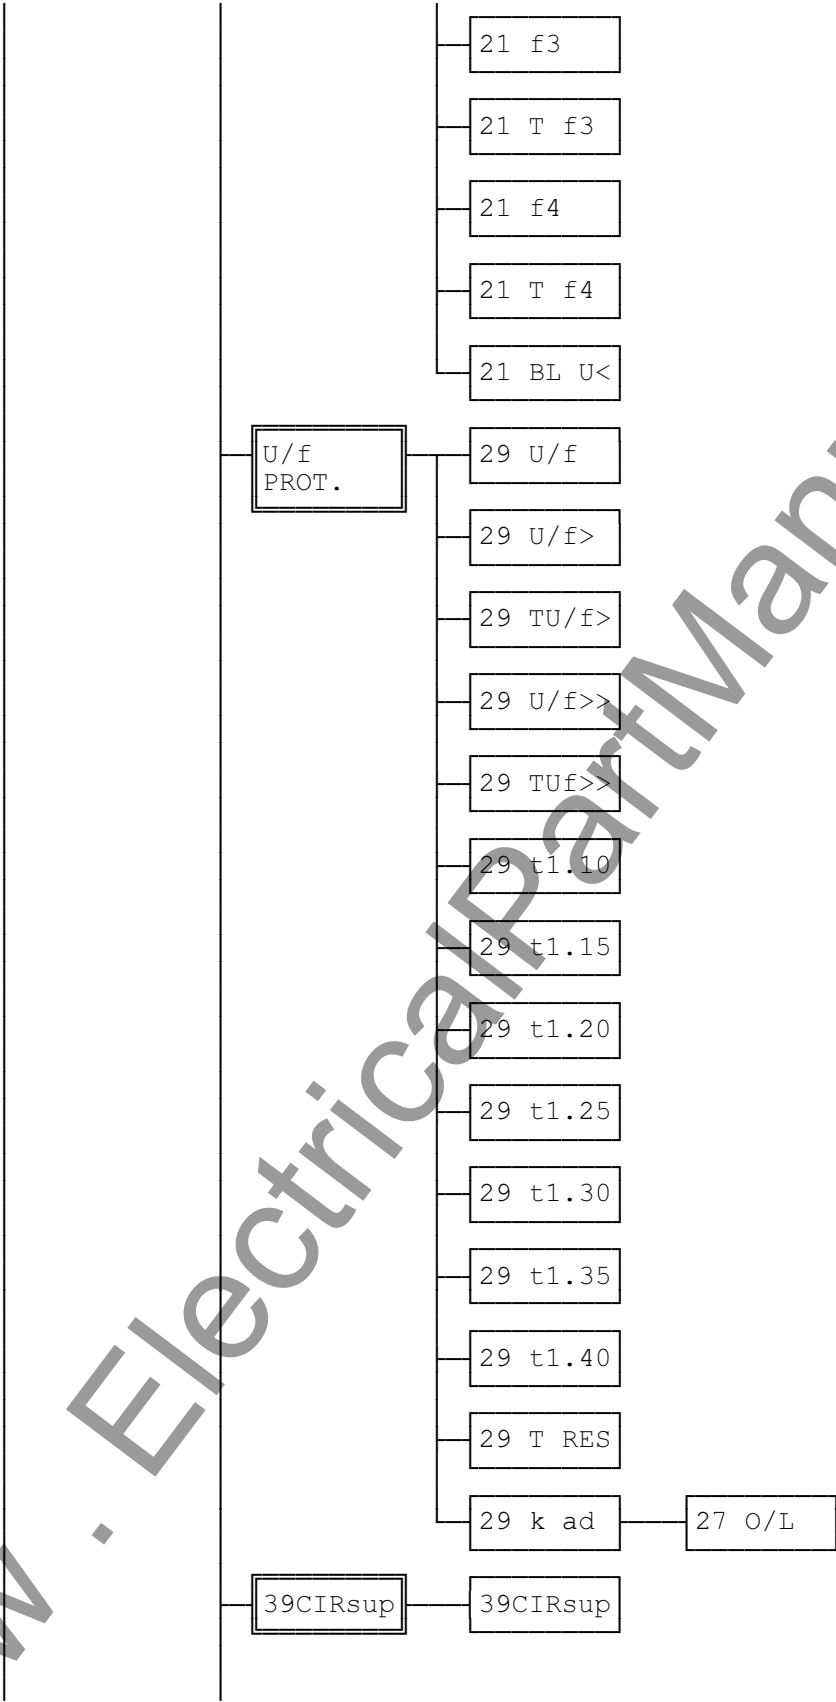 21 f3
21 T f3
21 f4
21 T f4
21 BL U<
U/f
PROT.
29 U/f
29 U/f>
29 TU/f>
29 U/f>>
29 TUf>>
29 t1.10
29 t1.15
29 t1.20
29 t1.25
29 t1.30
29 t1.35
29 t1.40
29 T RES
29 k ad
27 O/L
39CIRsup
39CIRsup
w . ElectricalPartMan